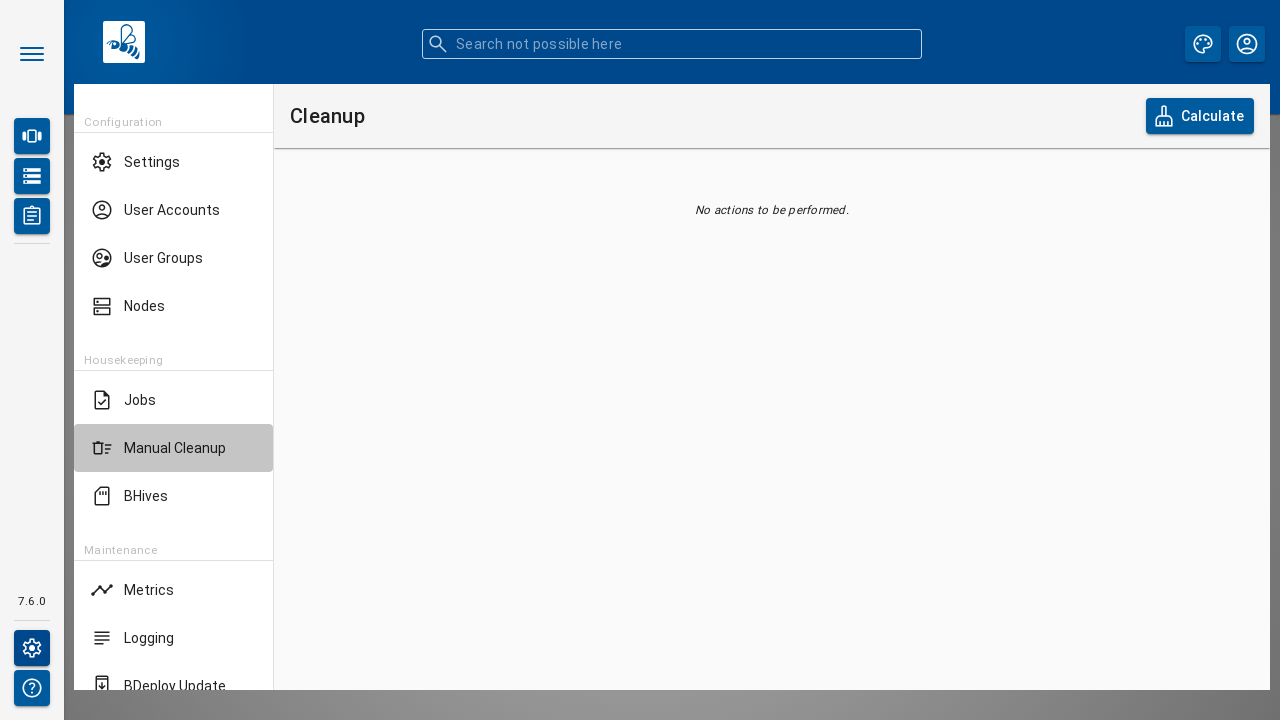 Search not possible here
Configuration
Settings
User Accounts
User Groups
Nodes
Housekeeping
Jobs
Manual Cleanup
BHives
Maintenance
Metrics
Logging
BDeploy Update
7.6.0
Cleanup
Calculate
No actions to be performed.